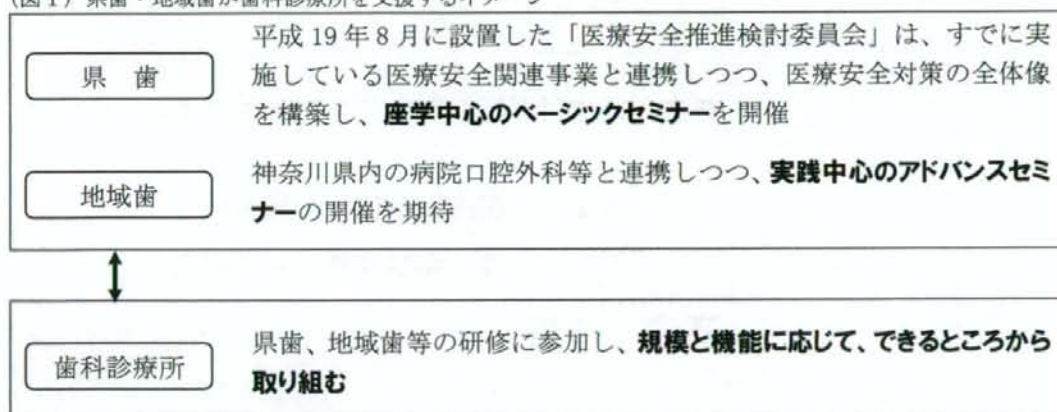 (図1) 県歯・地域歯が歯科診療所を支援するイメージ
県 歯
平成 19 年 8 月に設置した「医療安全推進検討委員会」は、すでに実
施している医療安全関連事業と連携しつつ、医療安全対策の全体像
を構築し、座学中心のベーシックセミナーを開催
地域歯
神奈川県内の病院口腔外科等と連携しつつ、実践中心のアドバンスセミ
ナーの開催を期待
歯科診療所
県歯、地域歯等の研修に参加し、規模と機能に応じて、できるところから
取り組む